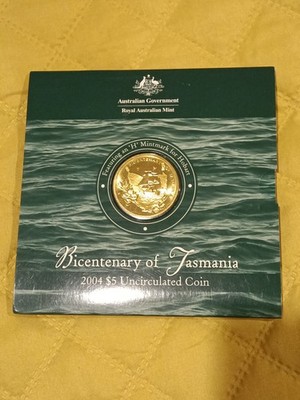 Australian Government
Royal Australian Mint
Featuring an "H" Mintmark for Hobart
Bicentenary of Tasmania
2004 $5 Uncirculated Coin